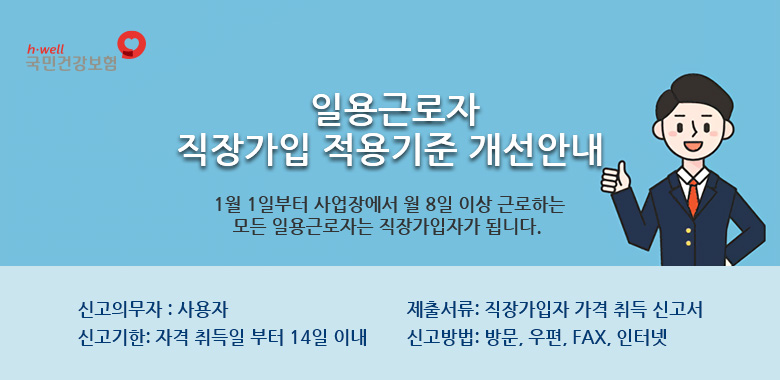 h·well
국민건강보험
일용근로자
직장가입 적용기준 개선안내
1월 1일부터 사업장에서 월 8일 이상 근로하는
모든 일용근로자는 직장가입자가 됩니다.
신고의무자 : 사용자
신고기한: 자격 취득일 부터 14일 이내
제출서류: 직장가입자 가격 취득 신고서
신고방법: 방문, 우편, FAX, 인터넷